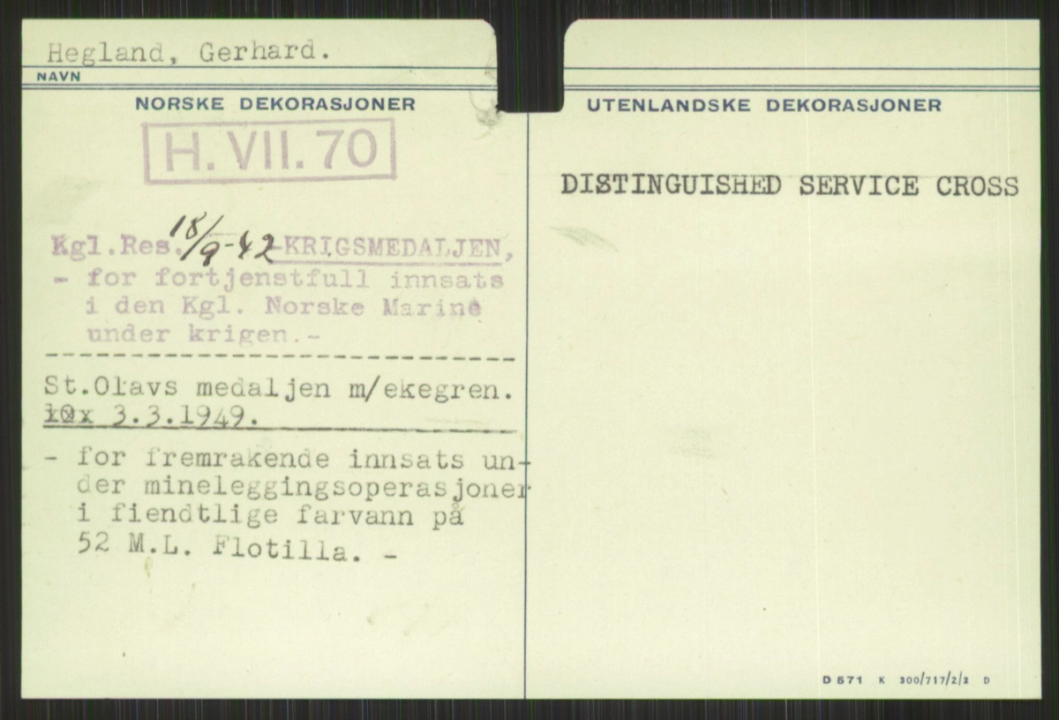 Hegland, Gerhard.
NAVN
NORSKE DEKORASJONER
H. VII. 70
Kgl.Res. 18/9-42 -KRIGSMEDALJEN,
- for fortjenstfull innsats
i den Kgl. Norske Marine
under krigen.-
St.Olavs medaljen m/ekegren.
3.3.1949.
- for fremrakende innsats un-
der mineleggingsoperasjoner
i fiendtlige farvann på
52 M.L. Flotilla. -
UTENLANDSKE DEKORASJONER
DISTINGUISHED SERVICE CROSS
D 571 K 300/717/2/2 D